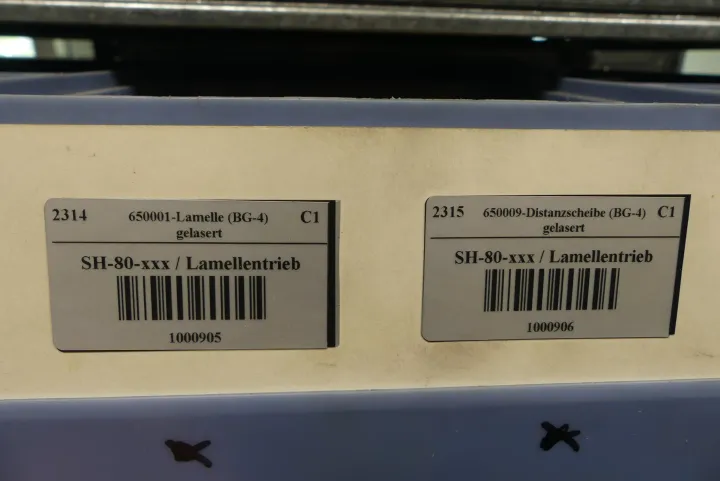 2314 650001-Lamelle (BG-4) C1
gelasert
SH-80-xxx / Lamellentrieb
1000905
2315 650009-Distanzscheibe (BG-4) C1
gelasert
SH-80-xxx / Lamellentrieb
1000906